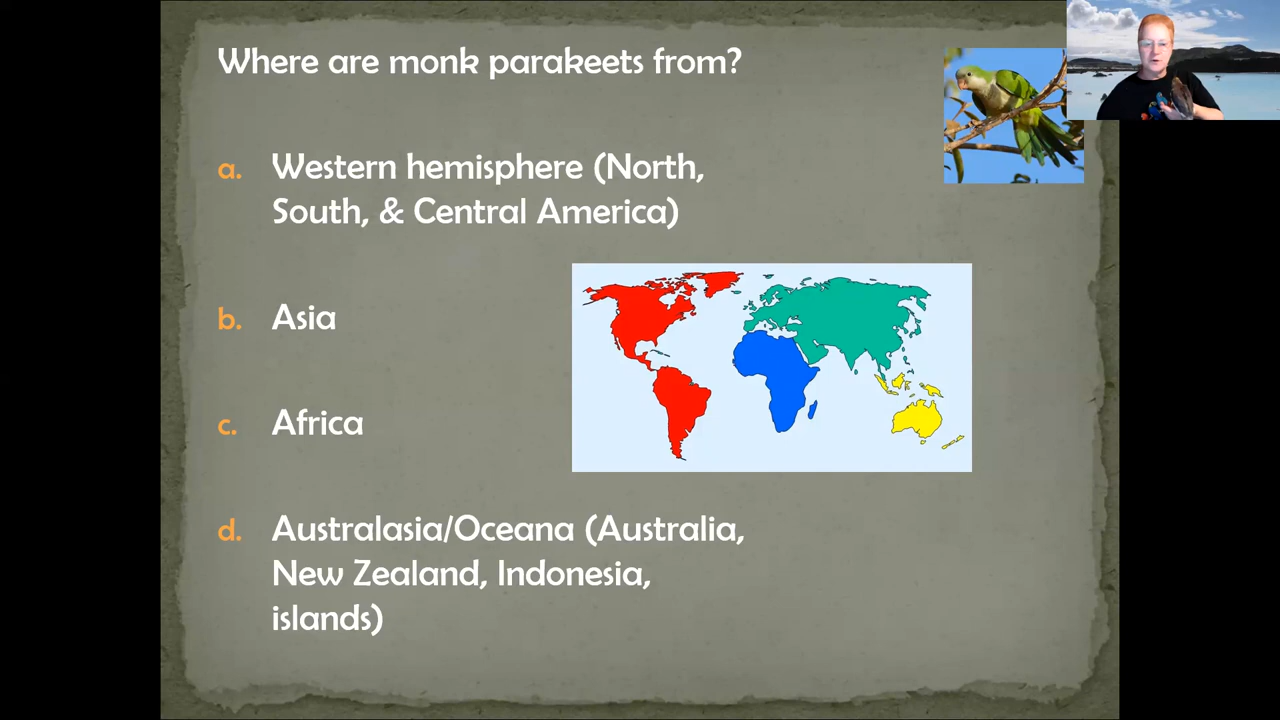 Where are monk parakeets from?
a. Western hemisphere (North,
South, & Central America)
b. Asia
c. Africa
d. Australasia/Oceana (Australia,
New Zealand, Indonesia,
islands)